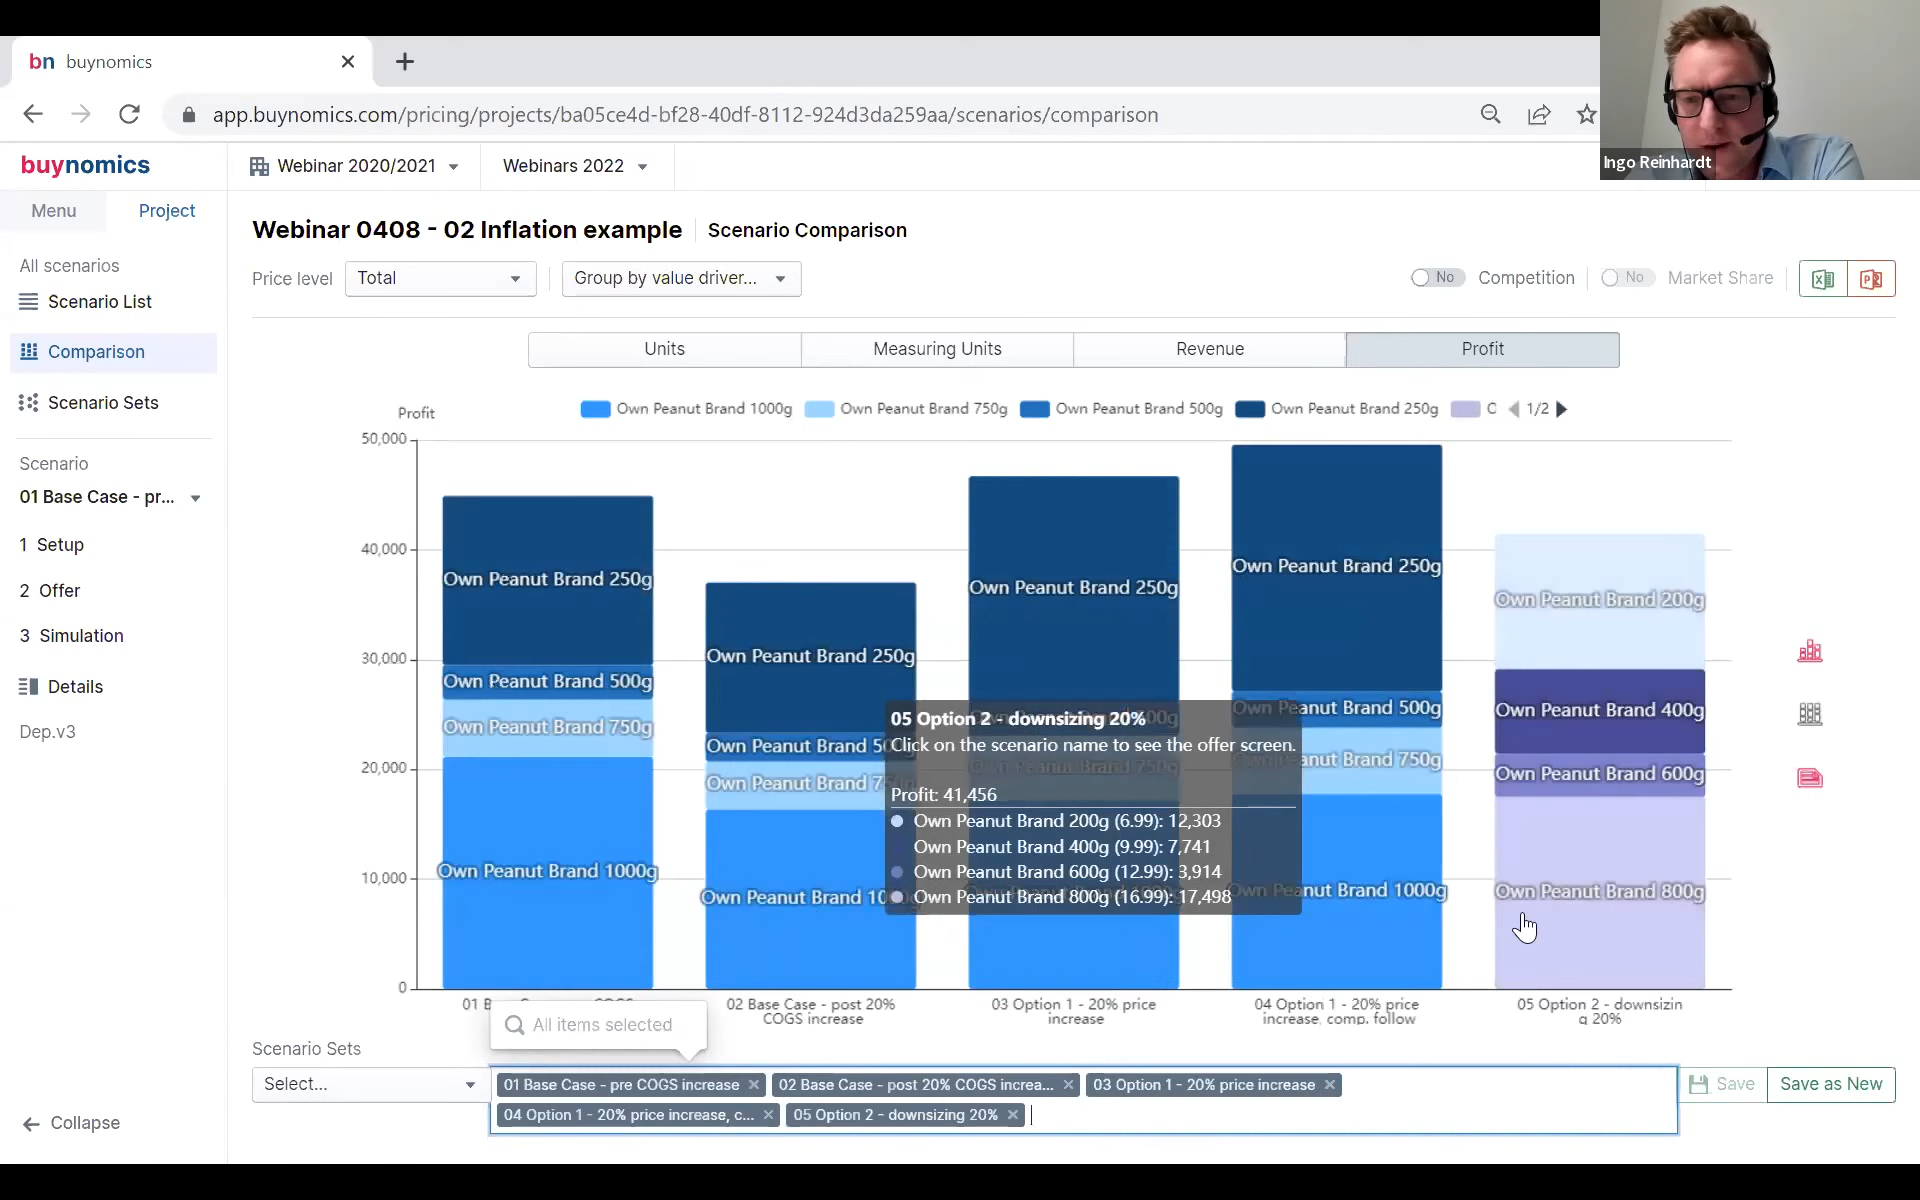 bn buynomics
app.buynomics.com/pricing/projects/ba05ce4d-bf28-40df-8112-924d3da259aa/scenarios/comparison
Ingo Reinhardt
buynomics
Webinar 2020/2021
Webinars 2022
Menu
Project
Webinar 0408 - 02 Inflation example
Scenario Comparison
All scenarios
Scenario List
Comparison
Scenario Sets
Scenario
01 Base Case - pr...
1 Setup
2 Offer
3 Simulation
Details
Dep.v3
Collapse
Price level
Total
Group by value driver...
No
Competition
No
Market Share
Units
Measuring Units
Revenue
Profit
Profit
Own Peanut Brand 1000g
Own Peanut Brand 750g
Own Peanut Brand 500g
Own Peanut Brand 250g
C
1/2
50,000
40,000
30,000
20,000
10,000
0
Own Peanut Brand 250g
Own Peanut Brand 500g
Own Peanut Brand 750g
Own Peanut Brand 1000g
Own Peanut Brand 250g
Own Peanut Brand 50
Own Peanut Brand 7
Own Peanut Brand 10
Own Peanut Brand 250g
Own Peanut Brand 250g
Own Peanut Brand 500g
anut Brand 750g
Own Peanut Brand 1000g
Own Peanut Brand 200g
Own Peanut Brand 400g
Own Peanut Brand 600g
Own Peanut Brand 800g
05 Option 2 - downsizing 20%
Click on the scenario name to see the offer screen.
Profit: 41,456
Own Peanut Brand 200g (6.99): 12,303
Own Peanut Brand 400g (9.99): 7,741
Own Peanut Brand 600g (12.99): 3,914
Own Peanut Brand 800g (16.99): 17,498
01 B
02 Base Case - post 20%
COGS increase
03 Option 1 - 20% price
increase
04 Option 1 - 20% price
increase, comp. follow
05 Option 2 - downsizin
g 20%
All items selected
Scenario Sets
Select...
01 Base Case - pre COGS increase
02 Base Case - post 20% COGS increa...
03 Option 1 - 20% price increase
04 Option 1 - 20% price increase, c...
05 Option 2 - downsizing 20%
Save
Save as New